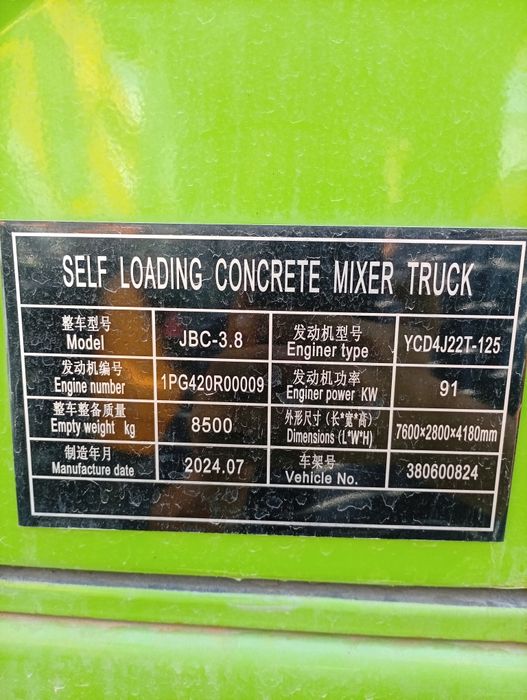 SELF LOADING CONCRETE MIXER TRUCK
整车型号 Model JBC-3.8 发动机型号 Enginer type YCD4J22T-125
发动机编号 Engine number 1PG420R00009 发动机功率 Enginer power KW 91
整车整备质量 Empty weight kg 8500 外形尺寸(长*宽*高) Dimensions (L*W*H) 7600×2800×4180mm
制造年月 Manufacture date 2024.07 车架号 Vehicle No. 380600824